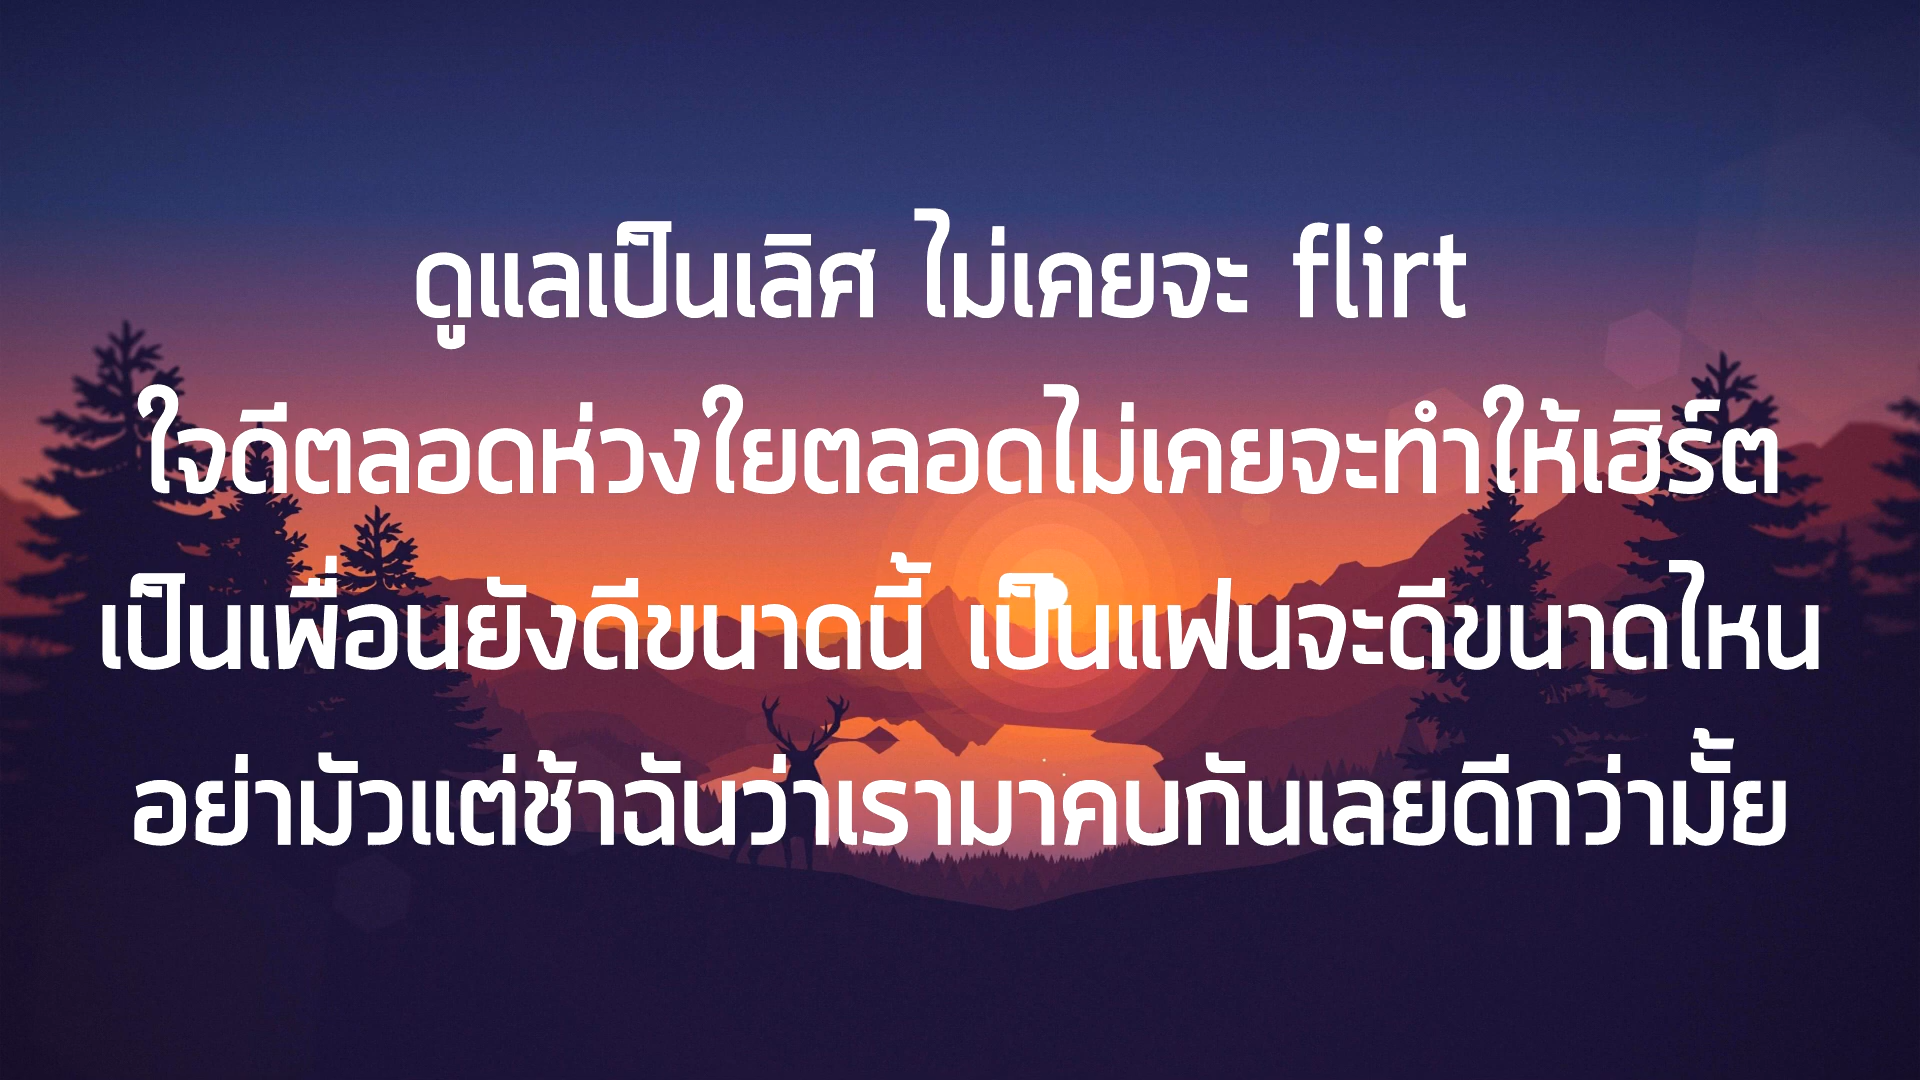 ดูแลเป็นเลิศ ไม่เคยจะ flirt
ใจดีตลอดห่วงใยตลอดไม่เคยจะทำให้เฮิร์ต
เป็นเพื่อนยังดีขนาดนี้ เป็นแฟนจะดีขนาดไหน
อย่ามัวแต่ช้าฉันว่าเรามาคบกันเลยดีกว่ามั้ย